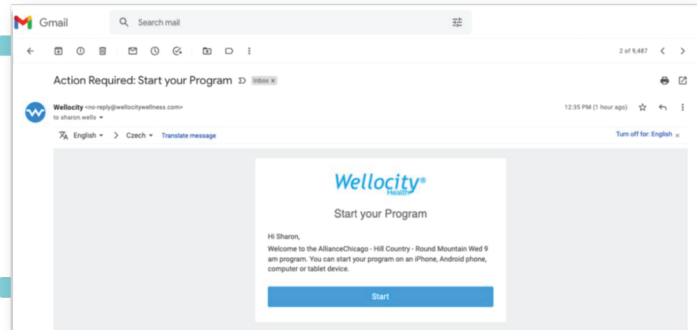 Gmail
Search mail
2 of 9,487
Action Required: Start your Program
Inbox x
Wellocity <no-reply@wellocitywellness.com>
12:35 PM (1 hour ago)
to sharon.wells
English > Czech Translate message
Turn off for: English x
Wellocity®
Health
Start your Program
Hi Sharon,
Welcome to the AllianceChicago - Hill Country - Round Mountain Wed 9
am program. You can start your program on an iPhone, Android phone,
computer or tablet device.
Start